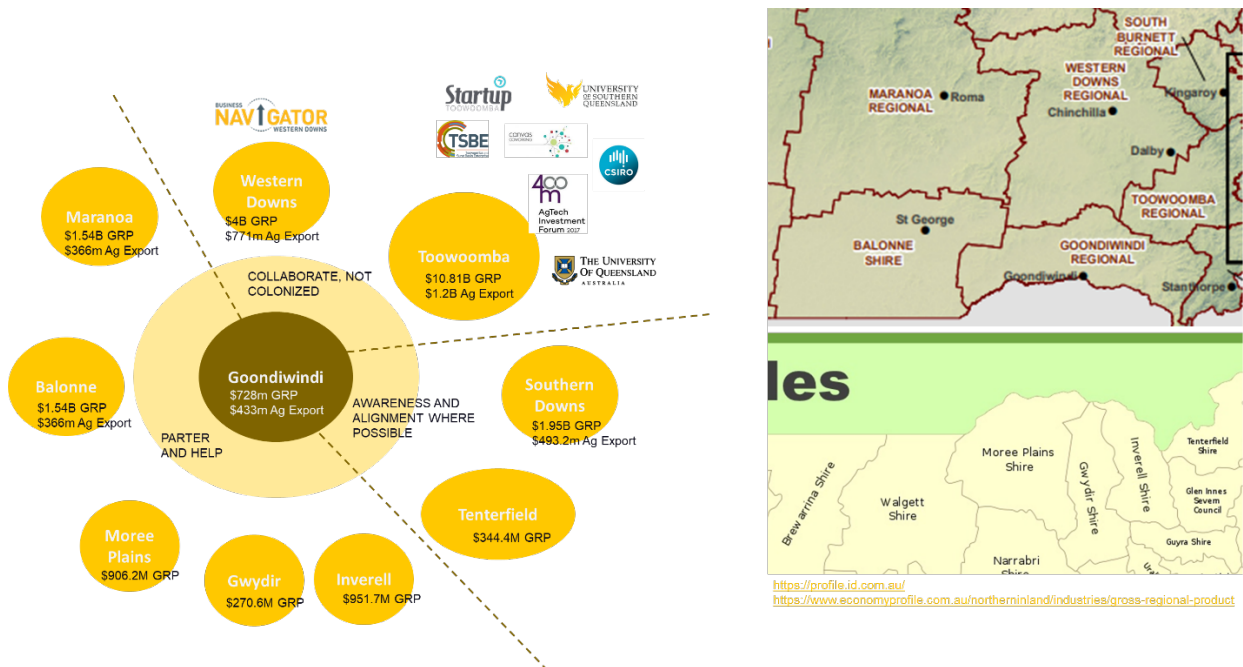 BUSINESS
NAVIGATOR
WESTERN DOWNS
Startup
TOOWOOMBA
UNIVERSITY
OF SOUTHERN
QUEENSLAND
TSBE
canvas
COWORKING
CSIRO
400
m
AgTech
Investment
Forum 2017
THE UNIVERSITY
OF QUEENSLAND
AUSTRALIA
Maranoa
$1.54B GRP
$366m Ag Export
Western
Downs
$4B GRP
$771m Ag Export
Toowoomba
$10.81B GRP
$1.2B Ag Export
COLLABORATE, NOT
COLONIZED
Goondiwindi
$728m GRP
$433m Ag Export
Balonne
$1.54B GRP
$366m Ag Export
Southern
Downs
$1.95B GRP
$493.2m Ag Export
AWARENESS AND
ALIGNMENT WHERE
POSSIBLE
PARTER
AND HELP
Moree
Plains
$906.2M GRP
Gwydir
$270.6M GRP
Inverell
$951.7M GRP
Tenterfield
$344.4M GRP
SOUTH
BURNETT
REGIONAL
MARANOA
REGIONAL
Roma
WESTERN
DOWNS
REGIONAL
Kingaroy
Chinchilla
Dalby
TOOWOOMBA
REGIONAL
St George
BALONNE
SHIRE
GOONDIWINDI
REGIONAL
Goondiwindi
Stanthorpe
les
Brewarrina Shire
Walgett
Shire
Moree Plains
Shire
Gwydir Shire
Inverell Shire
Tenterfield
Shire
Glen Innes
Severn
Council
Guyra Shire
Narrabri
Shire
https://profile.id.com.au/
https://www.economyprofile.com.au/northerninland/industries/gross-regional-product